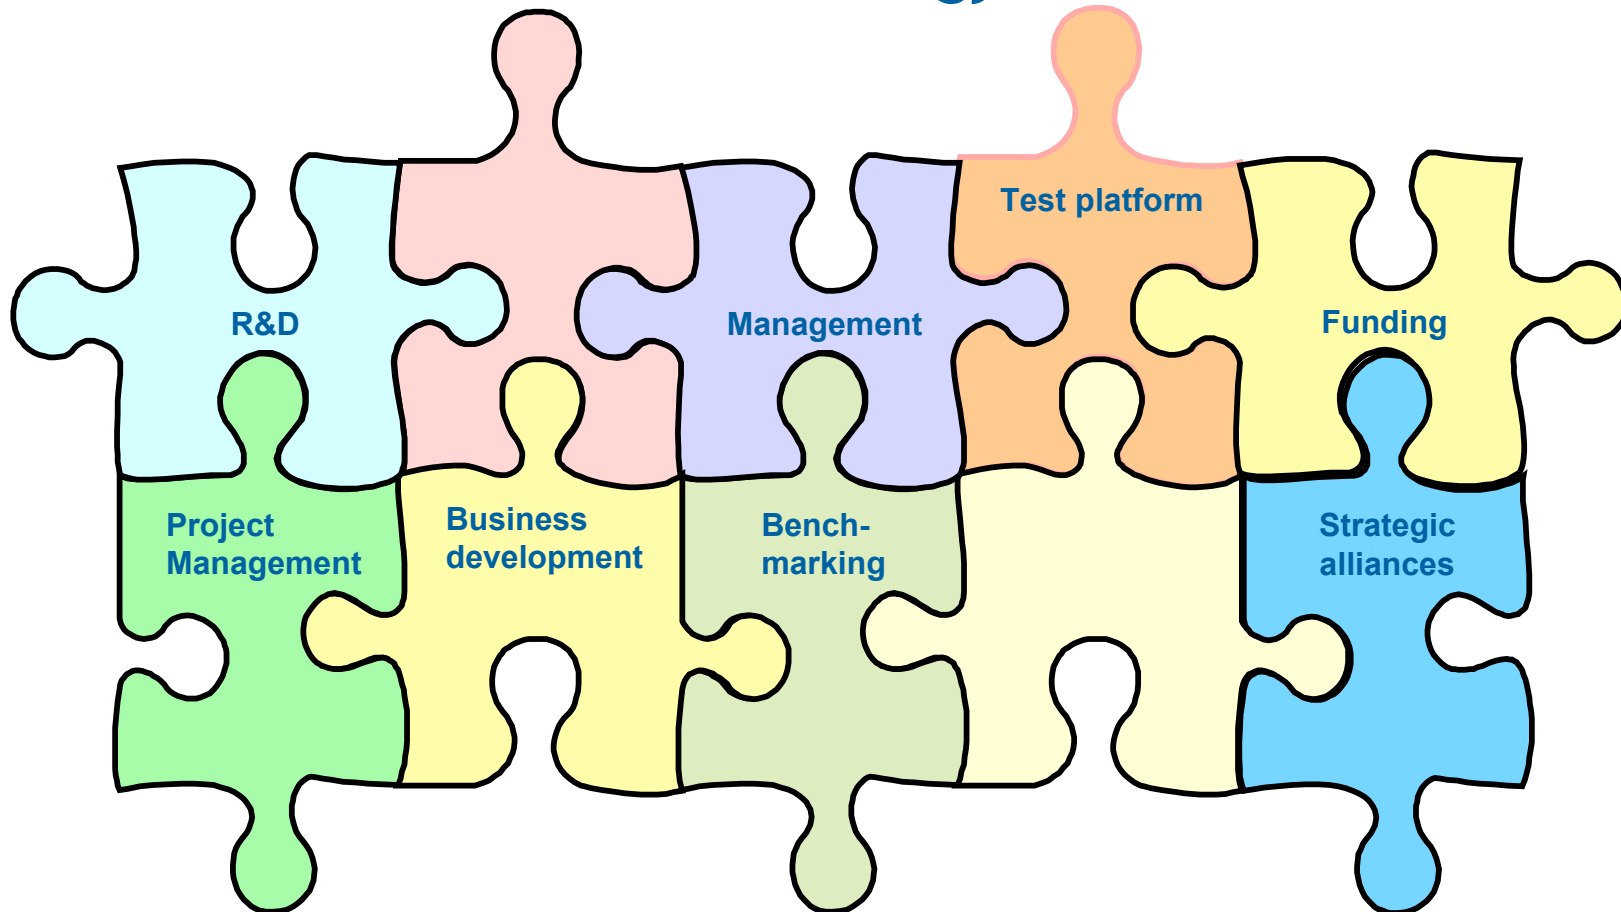 Test platform
R&D
Management
Funding
Project
Management
Business
development
Bench-
marking
Strategic
alliances